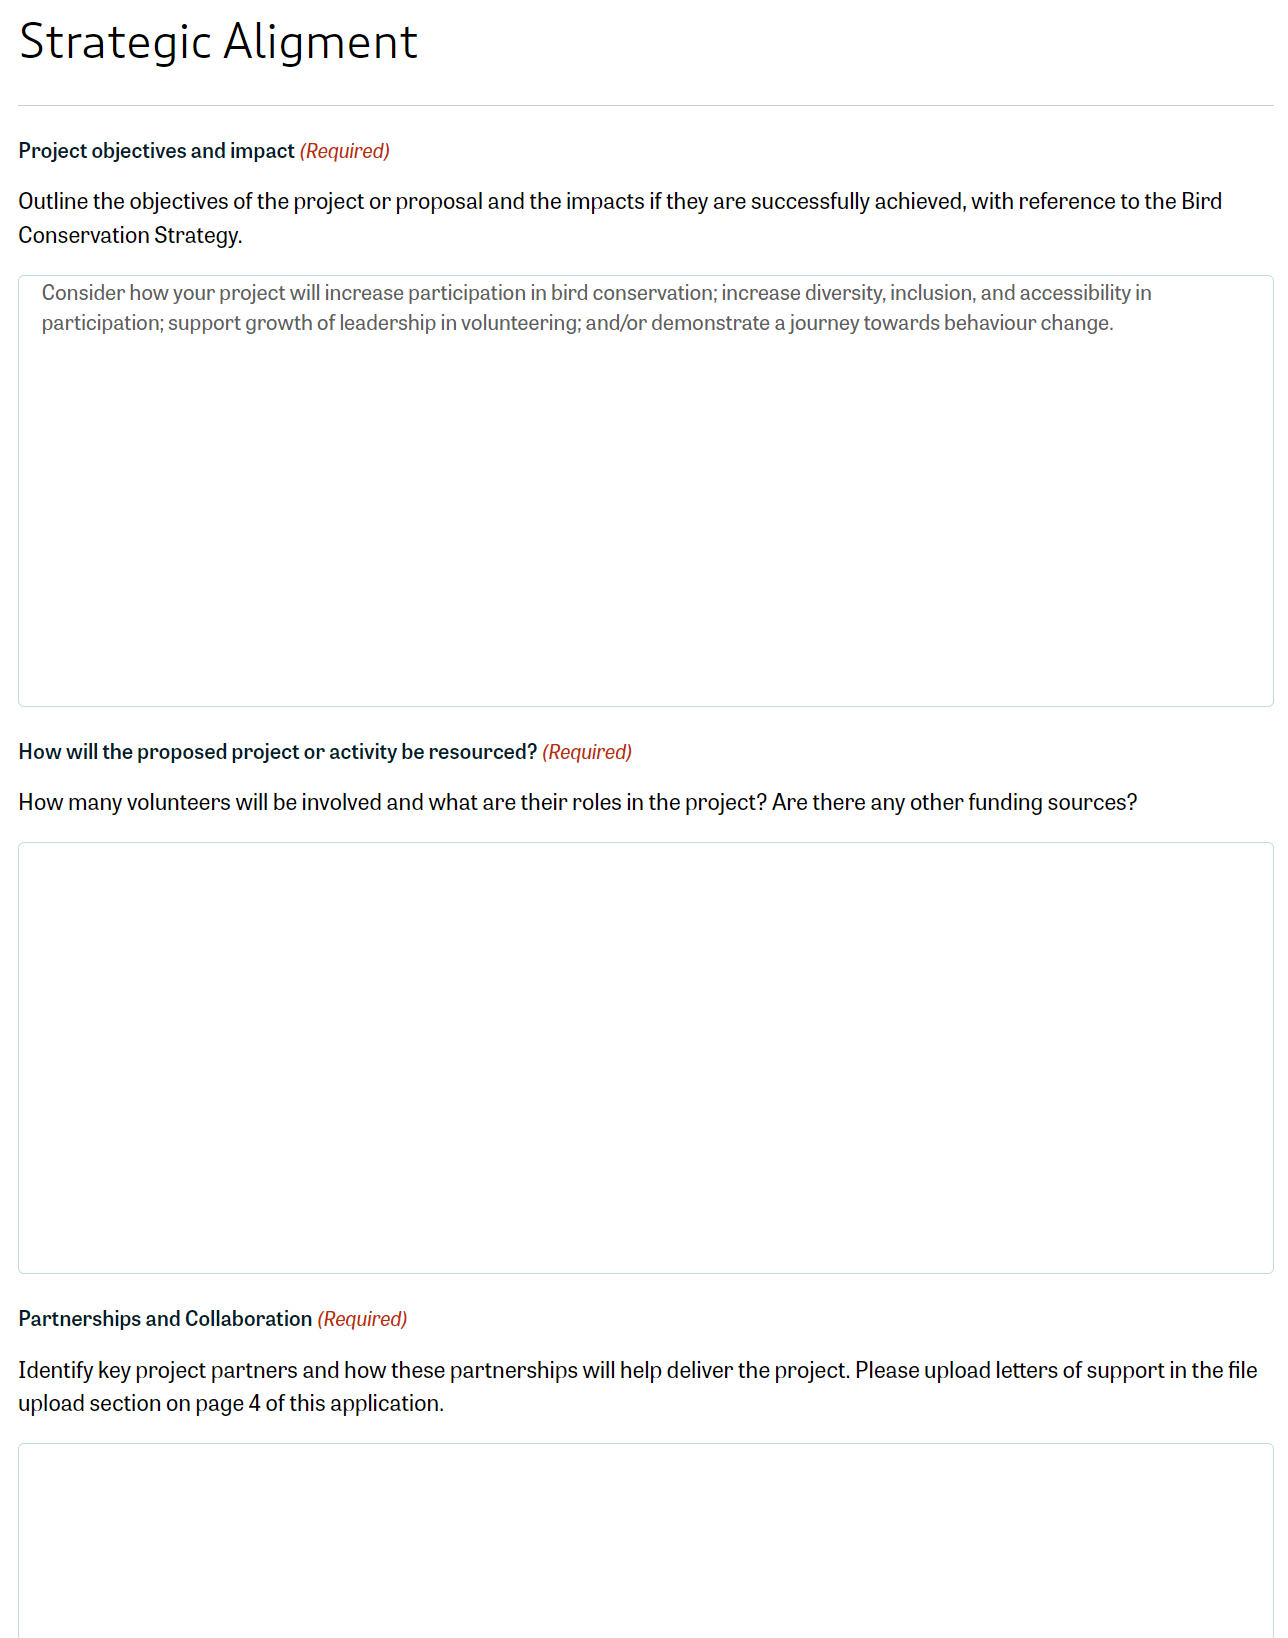 Strategic Aligment
Project objectives and impact (Required)
Outline the objectives of the project or proposal and the impacts if they are successfully achieved, with reference to the Bird
Conservation Strategy.
Consider how your project will increase participation in bird conservation; increase diversity, inclusion, and accessibility in
participation; support growth of leadership in volunteering; and/or demonstrate a journey towards behaviour change.
How will the proposed project or activity be resourced? (Required)
How many volunteers will be involved and what are their roles in the project? Are there any other funding sources?
Partnerships and Collaboration (Required)
Identify key project partners and how these partnerships will help deliver the project. Please upload letters of support in the file
upload section on page 4 of this application.